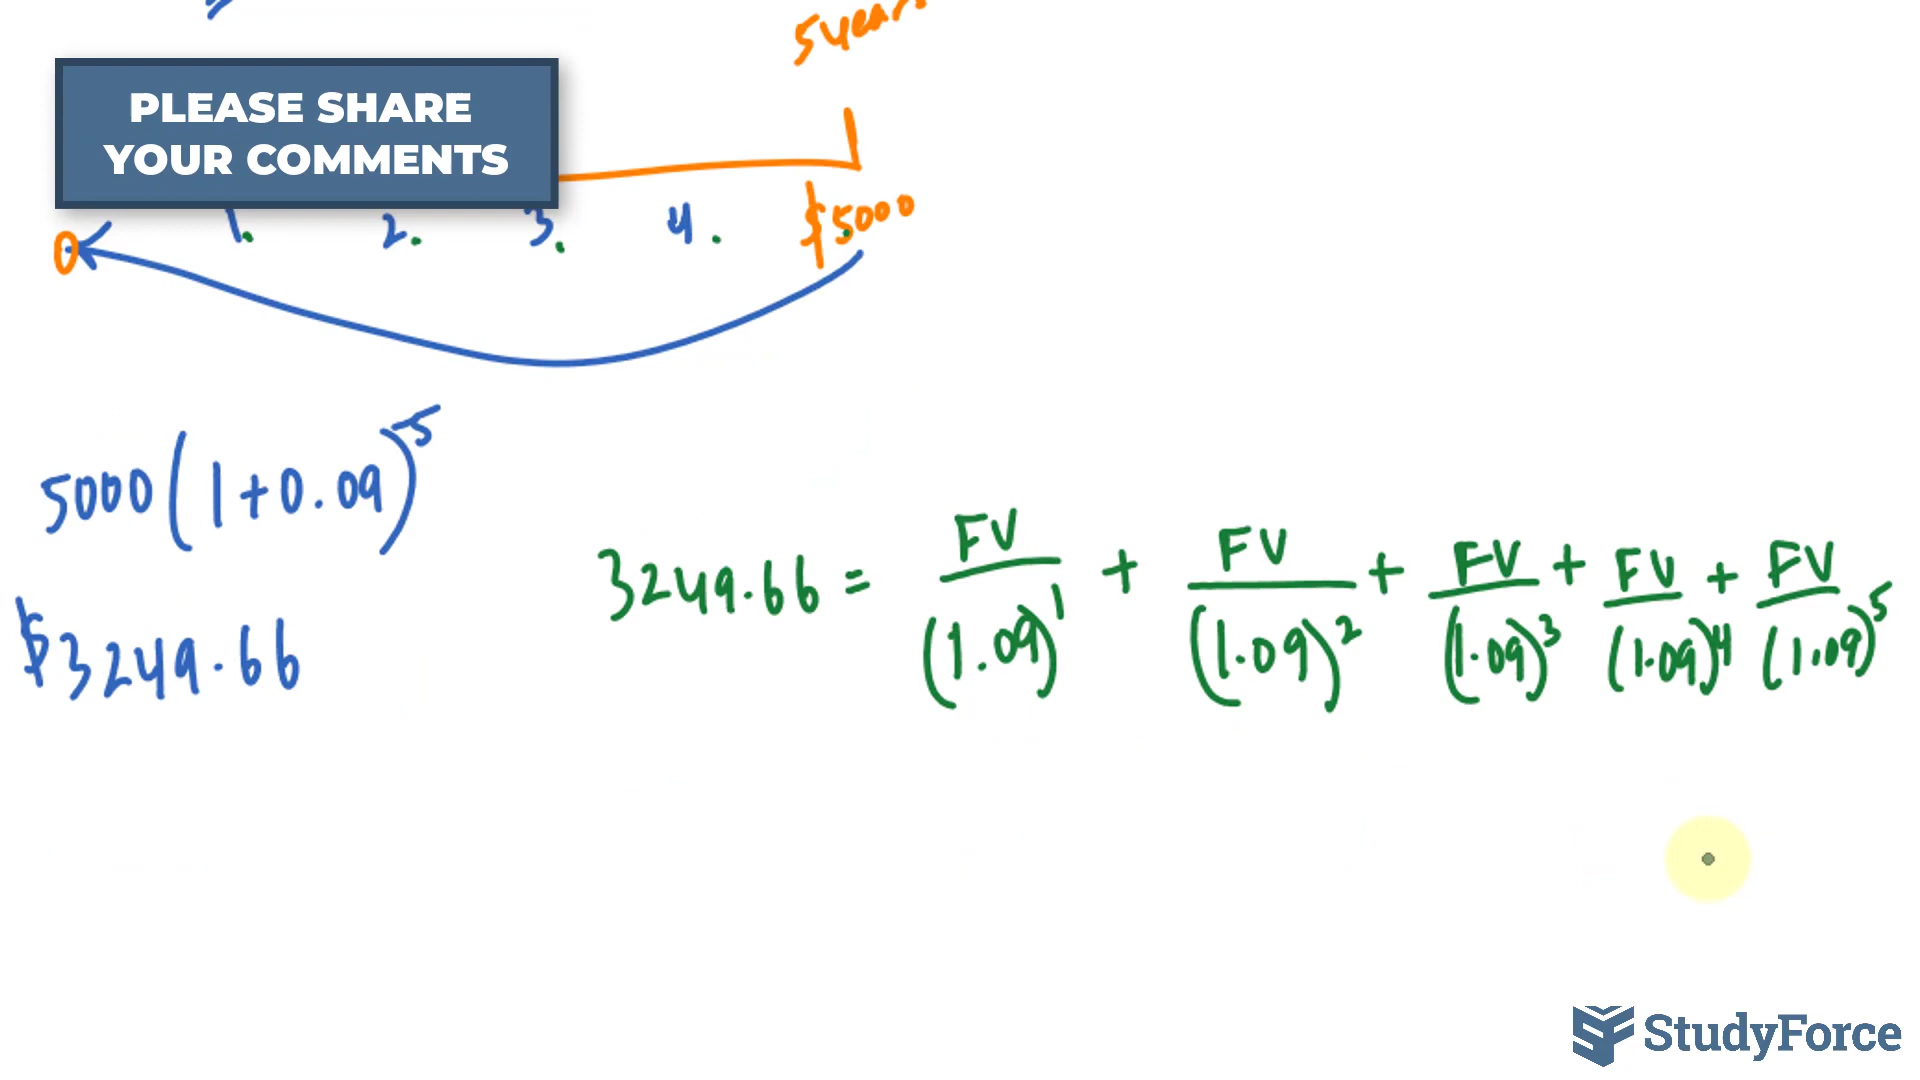 5 years
PLEASE SHARE
YOUR COMMENTS
0 1. 2. 3. 4. $5000
5000(1+0.09)^-5
3249.66 = FV/(1.09)^1 + FV/(1.09)^2 + FV/(1.09)^3 + FV/(1.09)^4 + FV/(1.09)^5
$3249.66
StudyForce